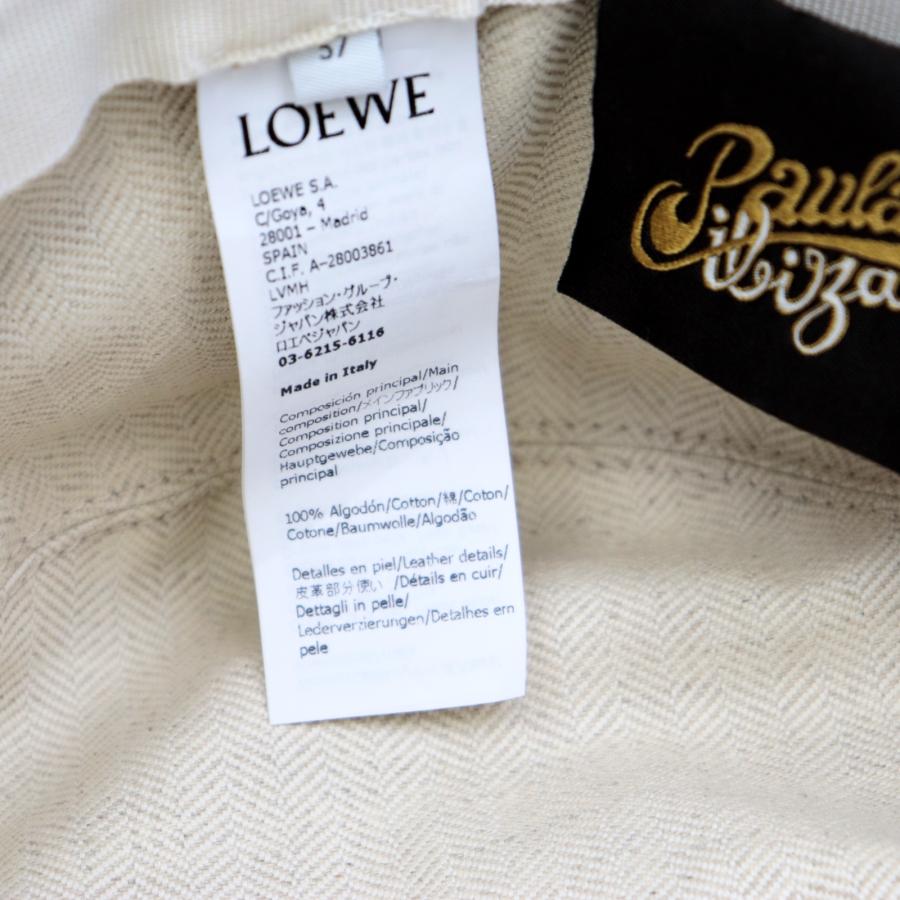 57
LOEWE
LOEWE S.A.
C/Goya, 4
28001 – Madrid
SPAIN
C.I.F. A-28003861
LVMH
ファッション・グループ・
ジャパン株式会社
ロエベジャパン
03-6215-6116
Made in Italy
Composición principal/Main
composition/メインファブリック/
Composition principal/
Composizione principale/
Hauptgewebe/Composição
principal
100% Algodón/Cotton/綿/Coton/
Cotone/Baumwolle/Algodão
Detalles en piel/Leather details/
皮革部分使い /Détails en cuir/
Dettagli in pelle/
Lederverzierungen/Detalhes em
pele
Paula
ibiza